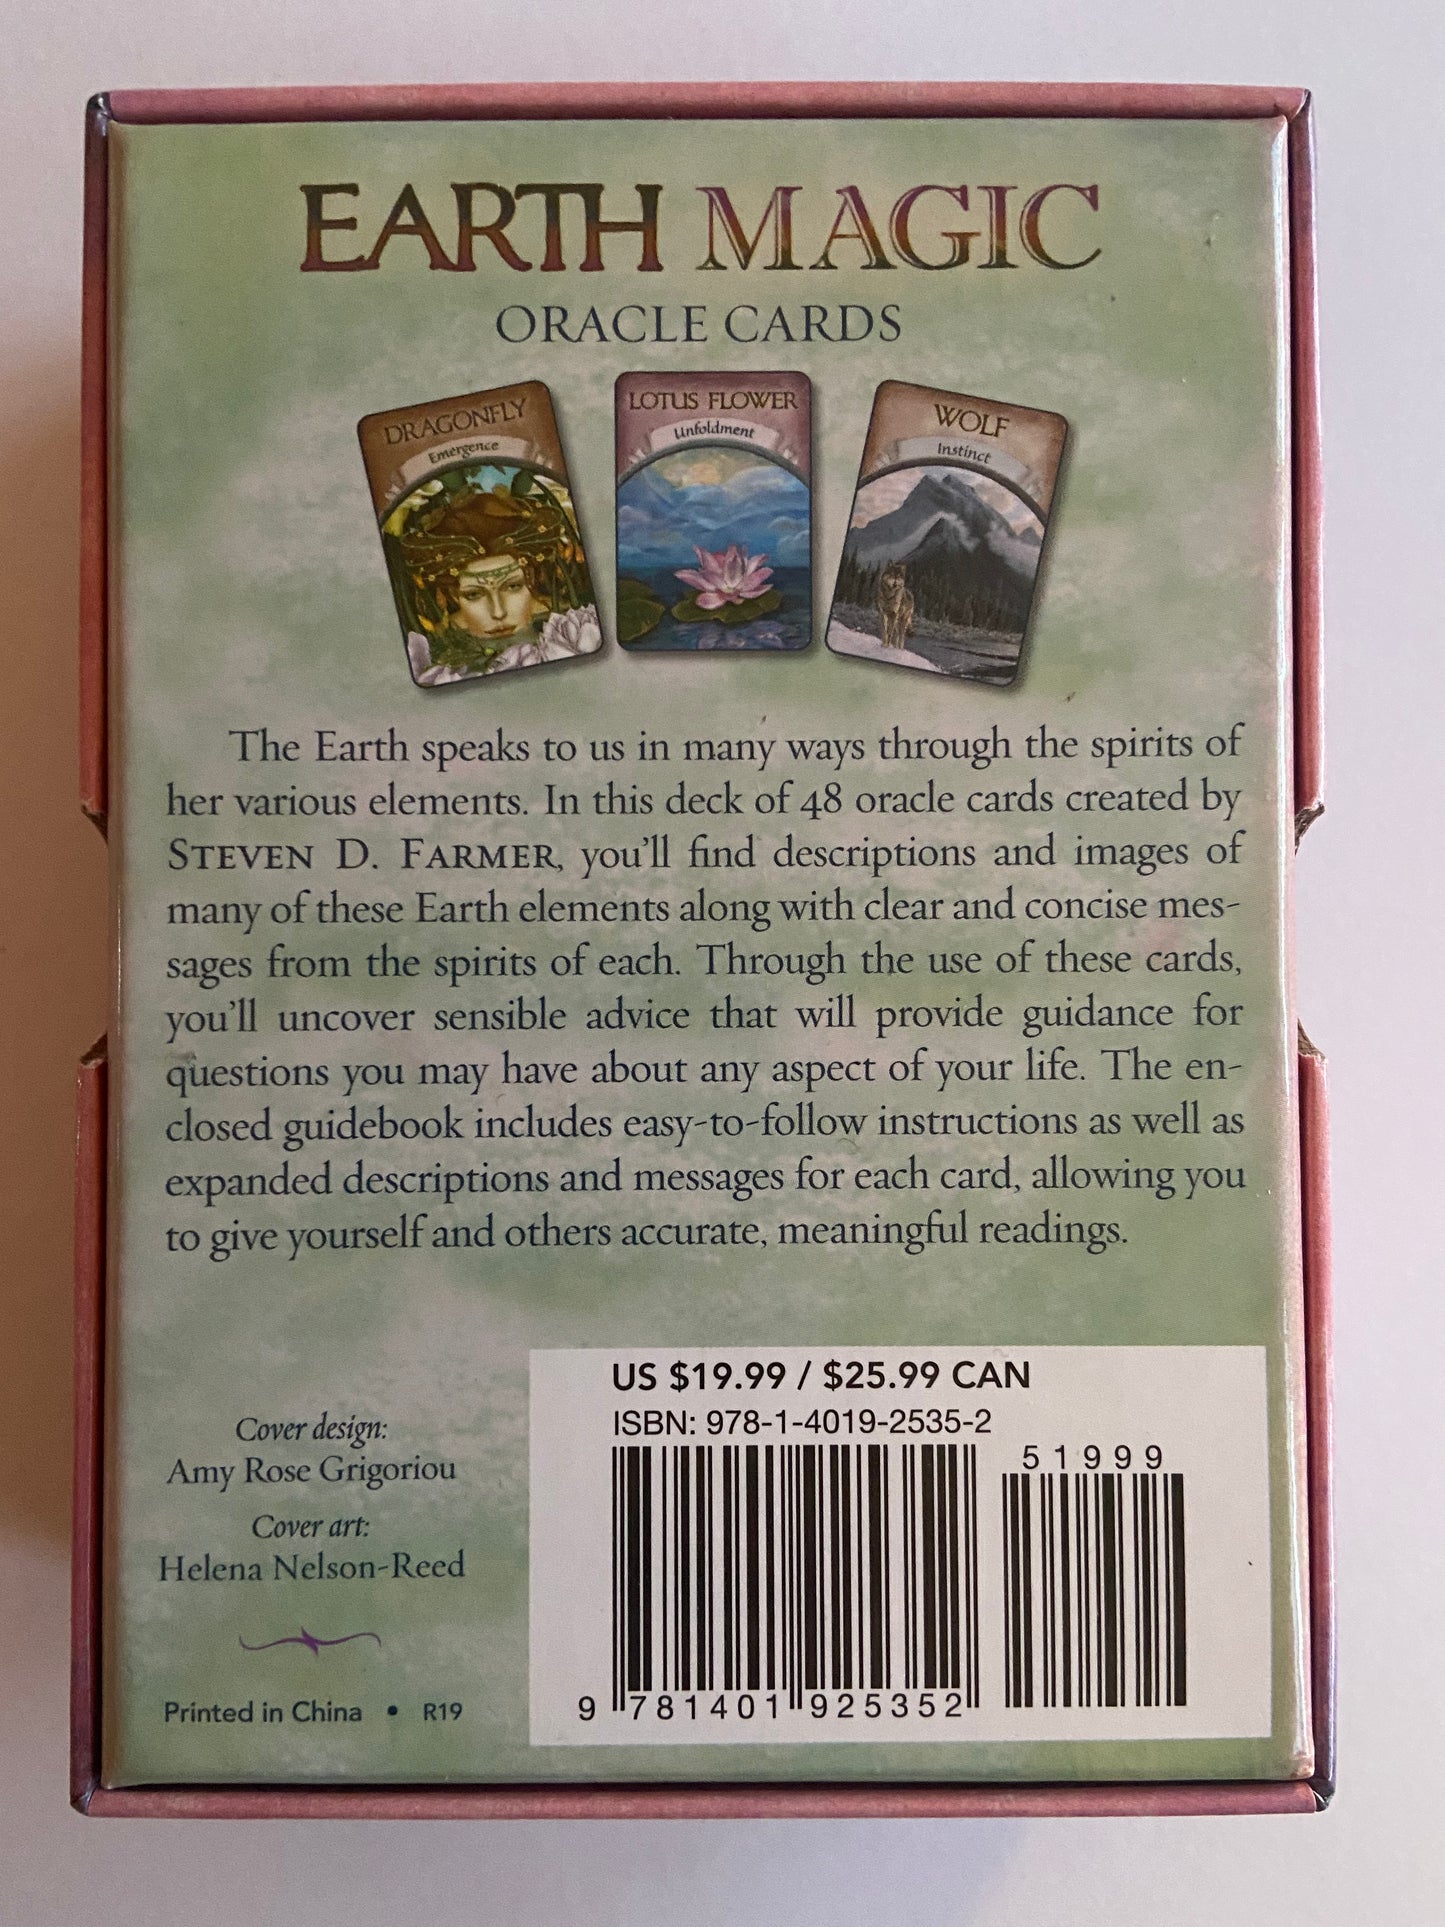 EARTH MAGIC
ORACLE CARDS
DRAGONFLY
Emergence
LOTUS FLOWER
Unfoldment
WOLF
Instinct
The Earth speaks to us in many ways through the spirits of
her various elements. In this deck of 48 oracle cards created by
STEVEN D. FARMER, you'll find descriptions and images of
many of these Earth elements along with clear and concise mes-
sages from the spirits of each. Through the use of these cards,
you'll uncover sensible advice that will provide guidance for
questions you may have about any aspect of your life. The en-
closed guidebook includes easy-to-follow instructions as well as
expanded descriptions and messages for each card, allowing you
to give yourself and others accurate, meaningful readings.
Cover design:
Amy Rose Grigoriou
Cover art:
Helena Nelson-Reed
Printed in China • R19
US $19.99 / $25.99 CAN
ISBN: 978-1-4019-2535-2
51999
9 781401 925352